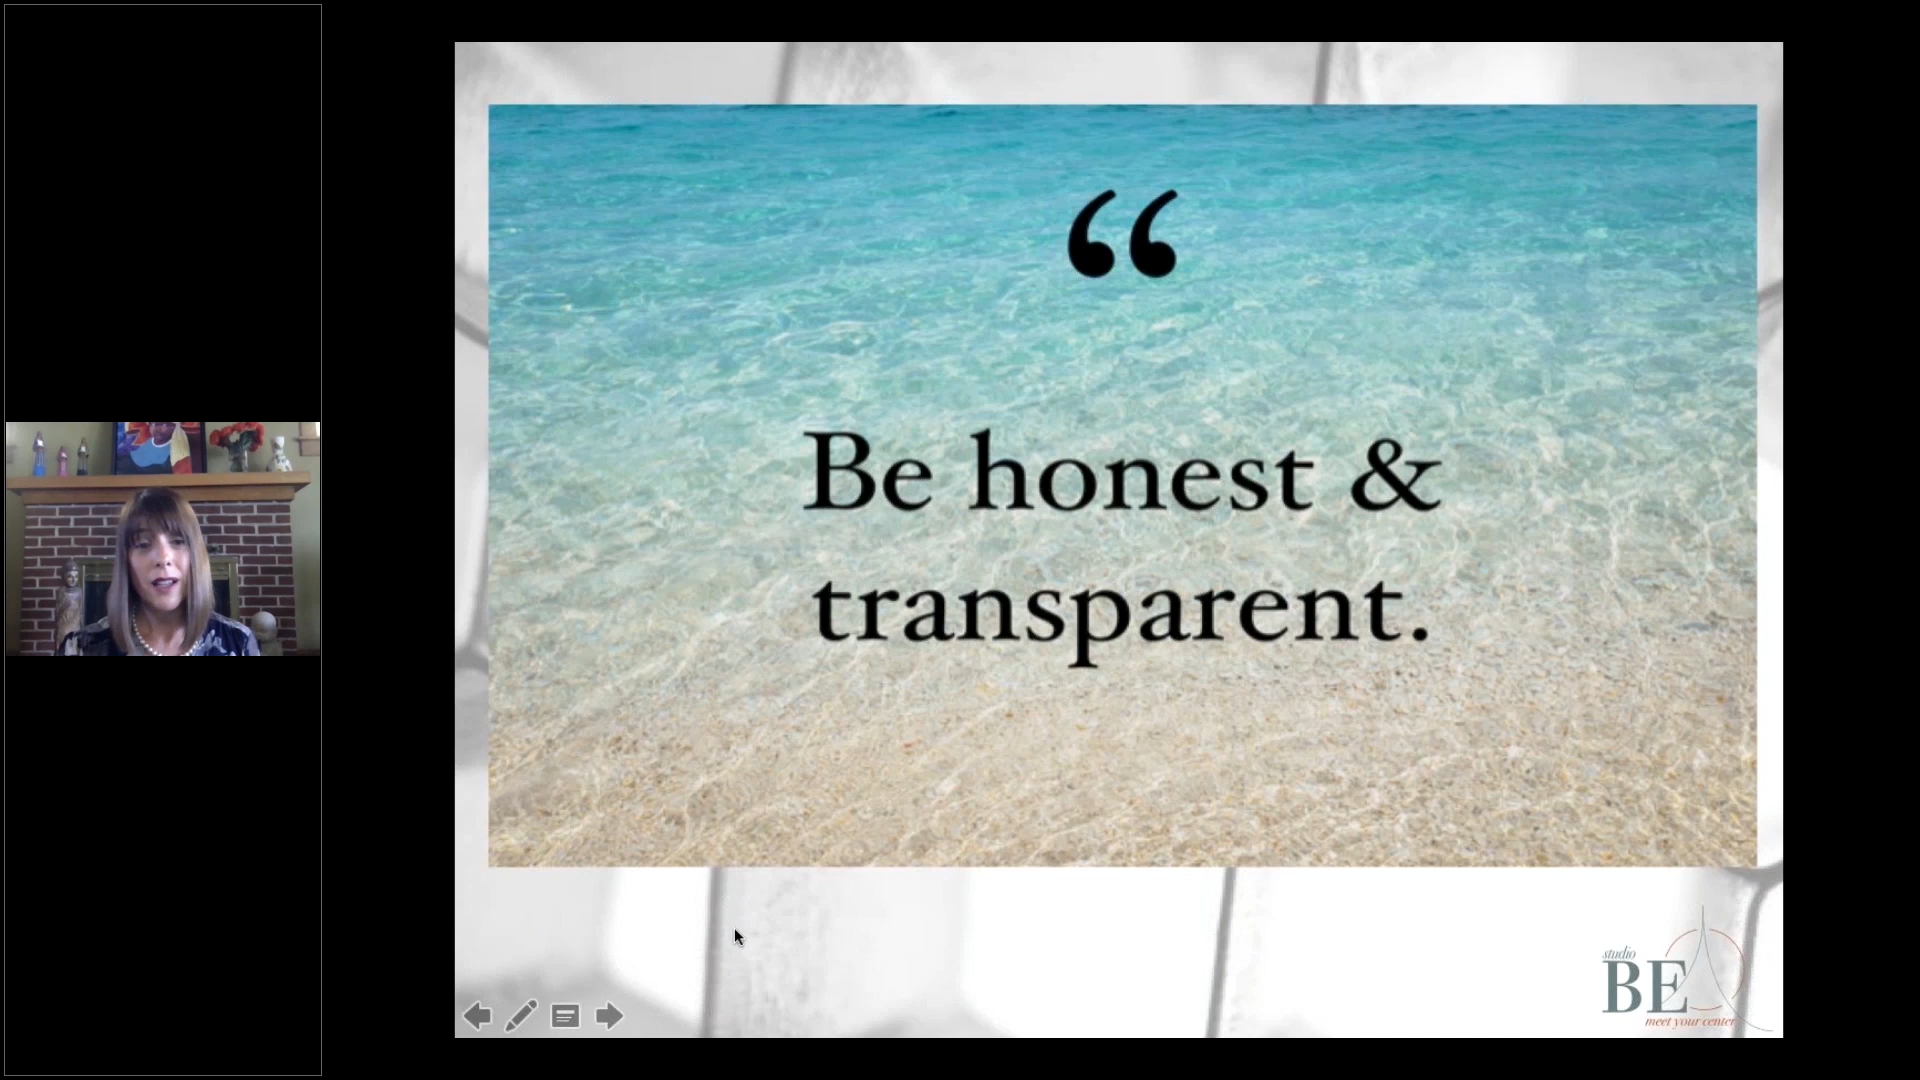 “
Be honest &
transparent.
studio
BE
meet your center